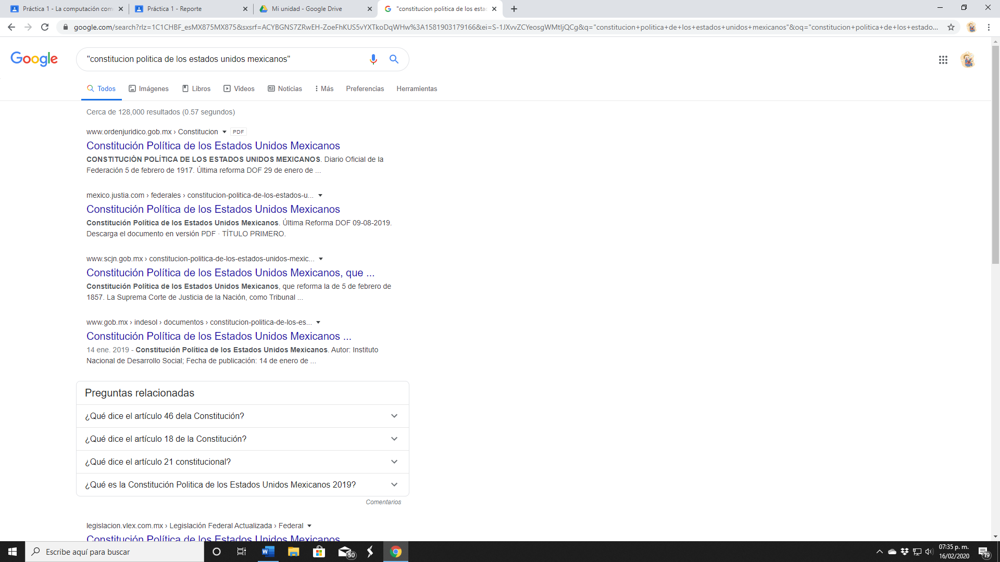 Práctica 1 - La computación com
Práctica 1 - Reporte
Mi unidad - Google Drive
"constitucion politica de los esta
google.com/search?rlz=1C1CHBF_esMX875MX875&sxsrf=ACYBGNS7ZRwEH-ZoeFhKUS5vYXTkoDqWHw%3A1581903179166&ei=S-1JXvvZCYeosgWMtIjQCg&q="constitucion+politica+de+los+estados+unidos+mexicanos"&oq="constitucion+politica+de+los+estado...
Google
"constitucion politica de los estados unidos mexicanos"
Todos Imágenes Libros Videos Noticias Más Preferencias Herramientas
Cerca de 128,000 resultados (0.57 segundos)
www.ordenjuridico.gob.mx › Constitucion PDF
Constitución Política de los Estados Unidos Mexicanos
CONSTITUCIÓN POLÍTICA DE LOS ESTADOS UNIDOS MEXICANOS. Diario Oficial de la
Federación 5 de febrero de 1917. Última reforma DOF 29 de enero de ...
mexico.justia.com › federales › constitucion-politica-de-los-estados-u...
Constitución Política de los Estados Unidos Mexicanos
Constitución Política de los Estados Unidos Mexicanos. Última Reforma DOF 09-08-2019.
Descarga el documento en versión PDF · TÍTULO PRIMERO.
www.scjn.gob.mx › constitucion-politica-de-los-estados-unidos-mexic...
Constitución Política de los Estados Unidos Mexicanos, que ...
Constitución Política de los Estados Unidos Mexicanos, que reforma la de 5 de febrero de
1857. La Suprema Corte de Justicia de la Nación, como Tribunal ...
www.gob.mx › indesol › documentos › constitucion-politica-de-los-es...
Constitución Política de los Estados Unidos Mexicanos ...
14 ene. 2019 - Constitución Política de los Estados Unidos Mexicanos. Autor: Instituto
Nacional de Desarrollo Social; Fecha de publicación: 14 de enero de ...
Preguntas relacionadas
¿Qué dice el artículo 46 dela Constitución?
¿Qué dice el artículo 18 de la Constitución?
¿Qué dice el artículo 21 constitucional?
¿Qué es la Constitución Politica de los Estados Unidos Mexicanos 2019?
Comentarios
legislacion.vlex.com.mx › Legislación Federal Actualizada › Federal
Constitución Política de los Estados Unidos Mexicanos
Escribe aquí para buscar
50
07:35 p. m.
16/02/2020
19